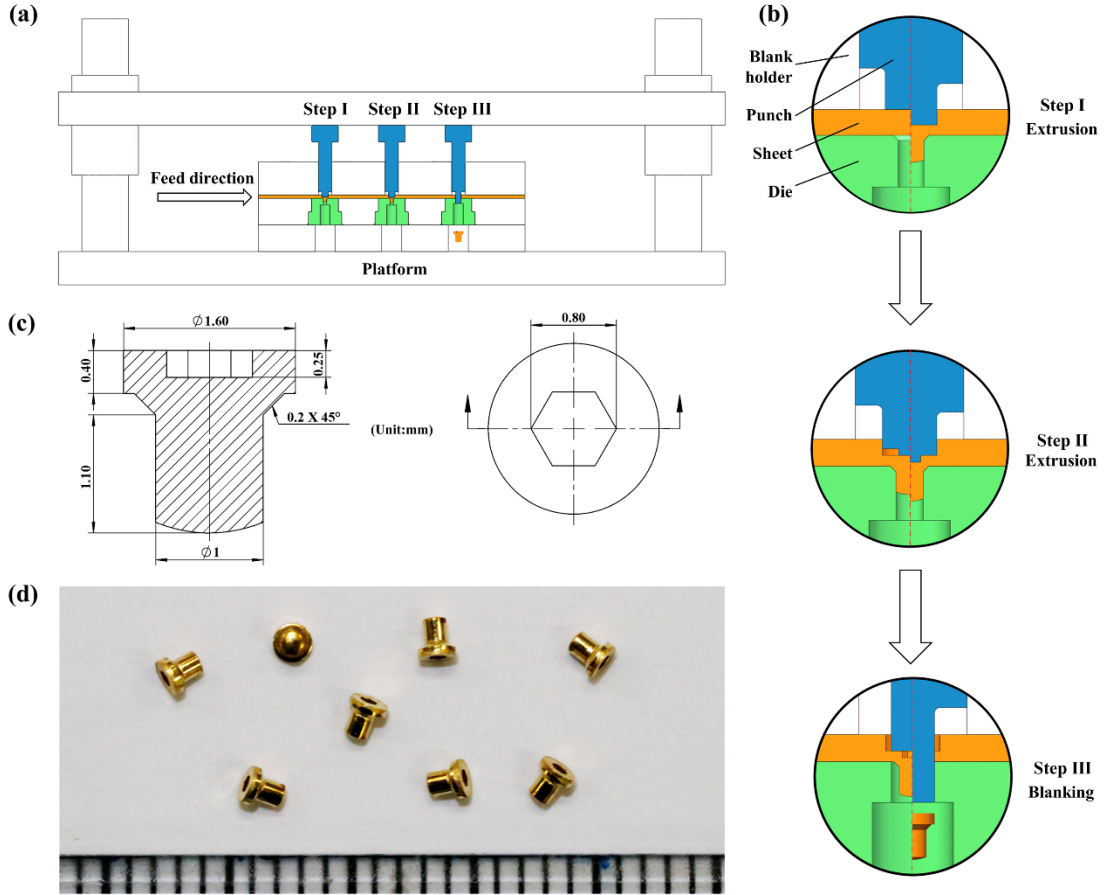 (a)
Step I Step II Step III
Feed direction
Platform
(b)
Blank
holder
Punch
Sheet
Die
Step I
Extrusion
Step II
Extrusion
Step III
Blanking
(c)
∅1.60
0.40
0.25
0.2 X 45°
1.10
∅1
(Unit:mm)
0.80
(d)